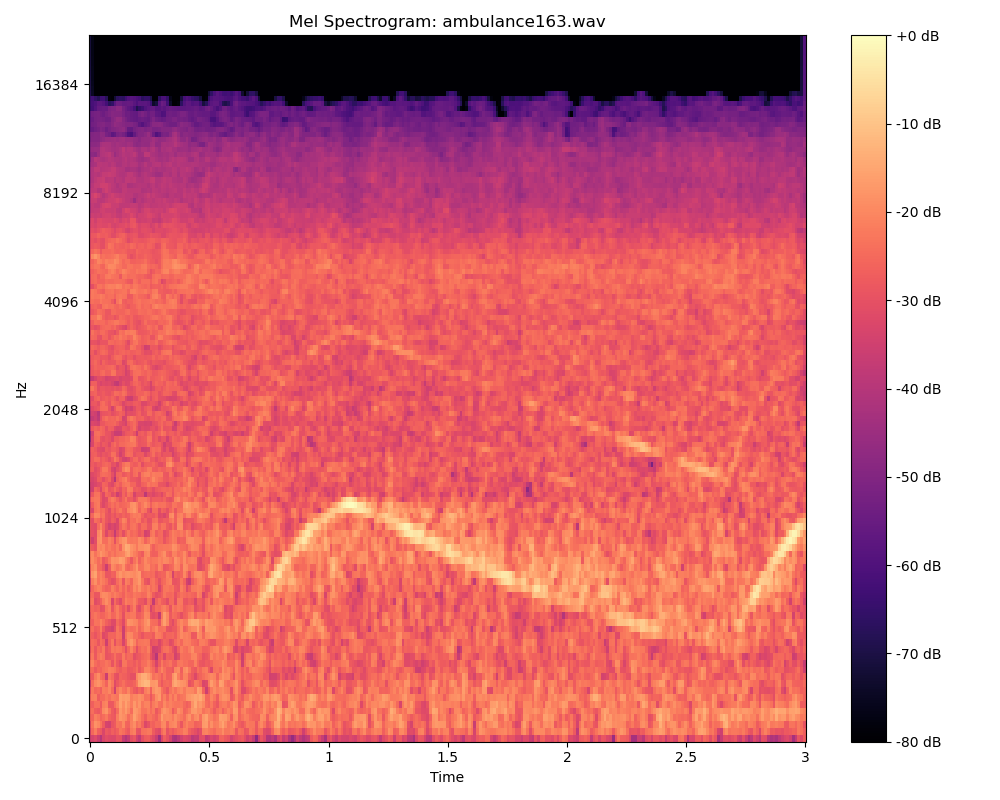 Mel Spectrogram: ambulance163.wav
+0 dB
16384
-10 dB
8192
-20 dB
4096
-30 dB
Hz
2048
-40 dB
-50 dB
1024
-60 dB
512
-70 dB
0
-80 dB
0 0.5 1 1.5 2 2.5 3
Time